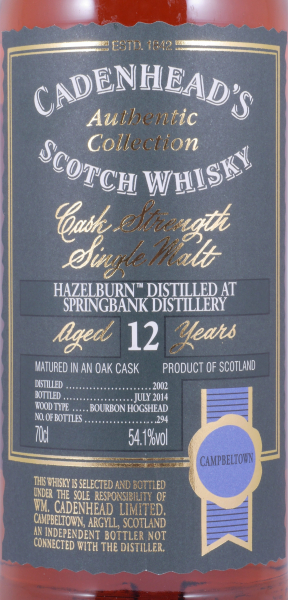 ESTD. 1842
CADENHEAD'S
Authentic
Collection
SCOTCH WHISKY
Cask Strength
Single Malt
HAZELBURN™ DISTILLED AT
SPRINGBANK DISTILLERY
Aged 12 Years
MATURED IN AN OAK CASK PRODUCT OF SCOTLAND
DISTILLED ........................ 2002
BOTTLED .................. JULY 2014
WOOD TYPE ..... BOURBON HOGSHEAD
NO. OF BOTTLES ................... .294
70cl 54.1%vol
CAMPBELTOWN
THIS WHISKY IS SELECTED AND BOTTLED
UNDER THE SOLE RESPONSIBILITY OF
WM. CADENHEAD LIMITED.
CAMPBELTOWN, ARGYLL, SCOTLAND
AN INDEPENDENT BOTTLER NOT
CONNECTED WITH THE DISTILLER.